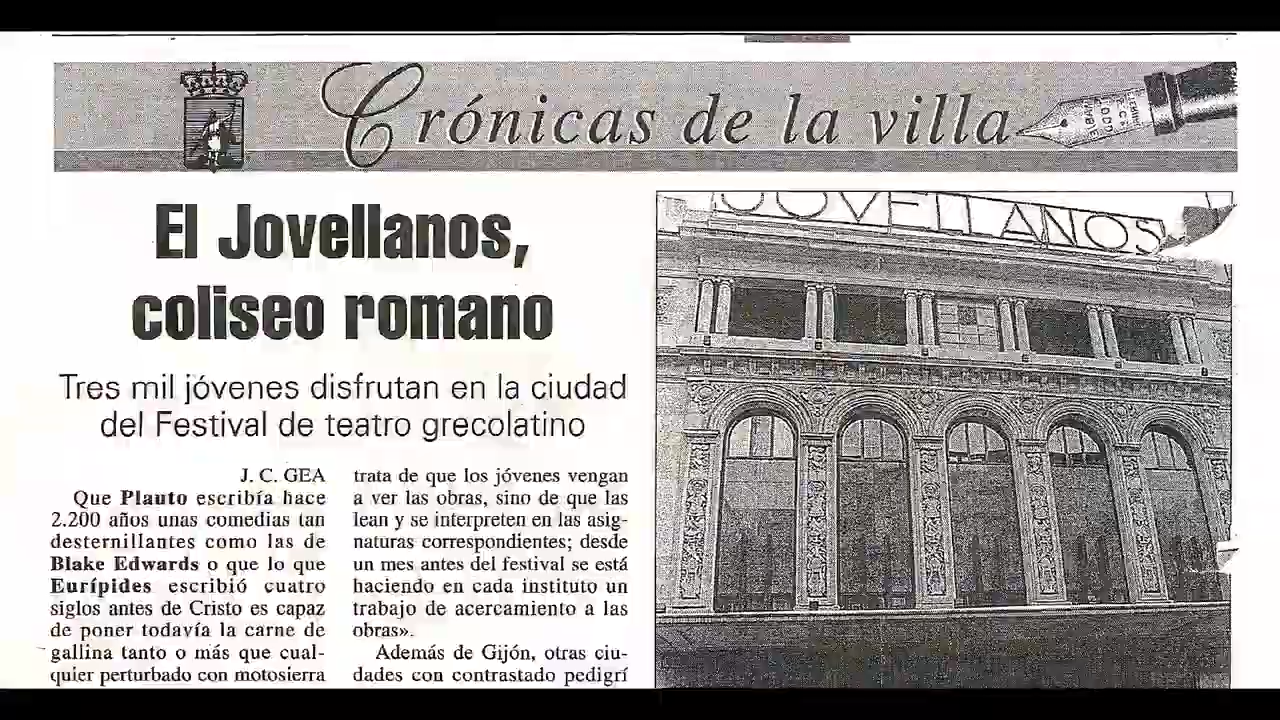 Crónicas de la villa
El Jovellanos,
coliseo romano
Tres mil jóvenes disfrutan en la ciudad
del Festival de teatro grecolatino
J. C. GEA
Que Plauto escribía hace
2.200 años unas comedias tan
desternillantes como las de
Blake Edwards o que lo que
Eurípides escribió cuatro
siglos antes de Cristo es capaz
de poner todavía la carne de
gallina tanto o más que cual-
quier perturbado con motosierra
trata de que los jóvenes vengan
a ver las obras, sino de que las
lean y se interpreten en las asig-
naturas correspondientes; desde
un mes antes del festival se está
haciendo en cada instituto un
trabajo de acercamiento a las
obras».
Además de Gijón, otras ciu-
dades con contrastado pedigrí
JOVELLANOS